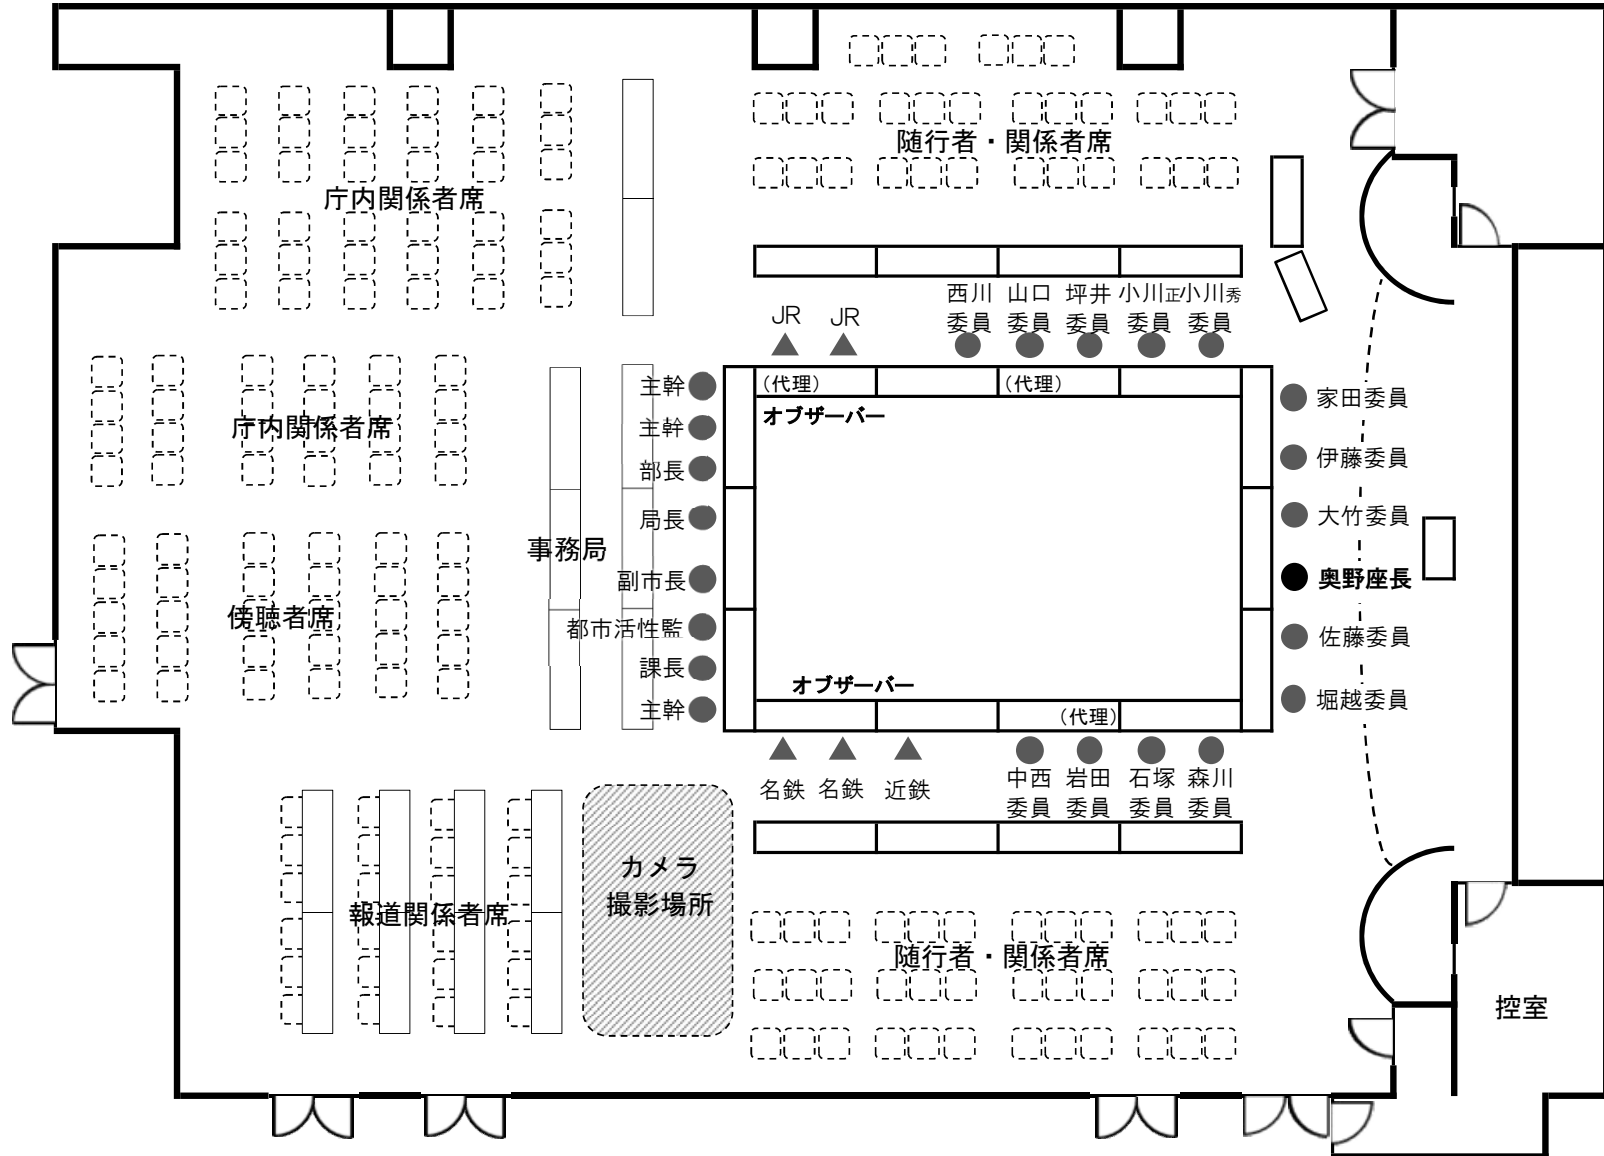 随行者・関係者席
庁内関係者席
西川
委員
山口
委員
坪井
委員
小川正
委員
小川秀
委員
JR
JR
主幹
主幹
部長
局長
副市長
都市活性監
課長
主幹
(代理)
(代理)
オブザーバー
家田委員
伊藤委員
大竹委員
奥野座長
佐藤委員
堀越委員
庁内関係者席
事務局
傍聴者席
オブザーバー
(代理)
名鉄
名鉄
近鉄
中西
委員
岩田
委員
石塚
委員
森川
委員
カメラ
撮影場所
報道関係者席
随行者・関係者席
控室